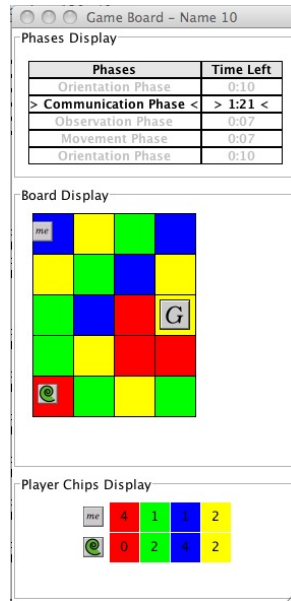 Game Board – Name 10
Phases Display
Phases Time Left
Orientation Phase 0:10
> Communication Phase < > 1:21 <
Observation Phase 0:07
Movement Phase 0:07
Orientation Phase 0:10
Board Display
me
G
Player Chips Display
me 4 1 1 2
0 2 4 2